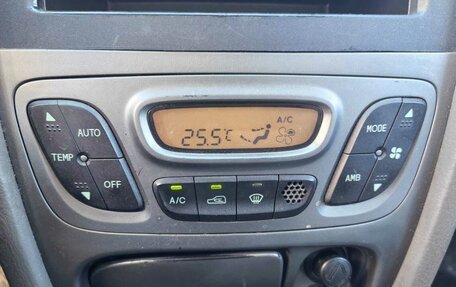 A/C
25.5°C
AUTO
MODE
TEMP
OFF
AMB
A/C